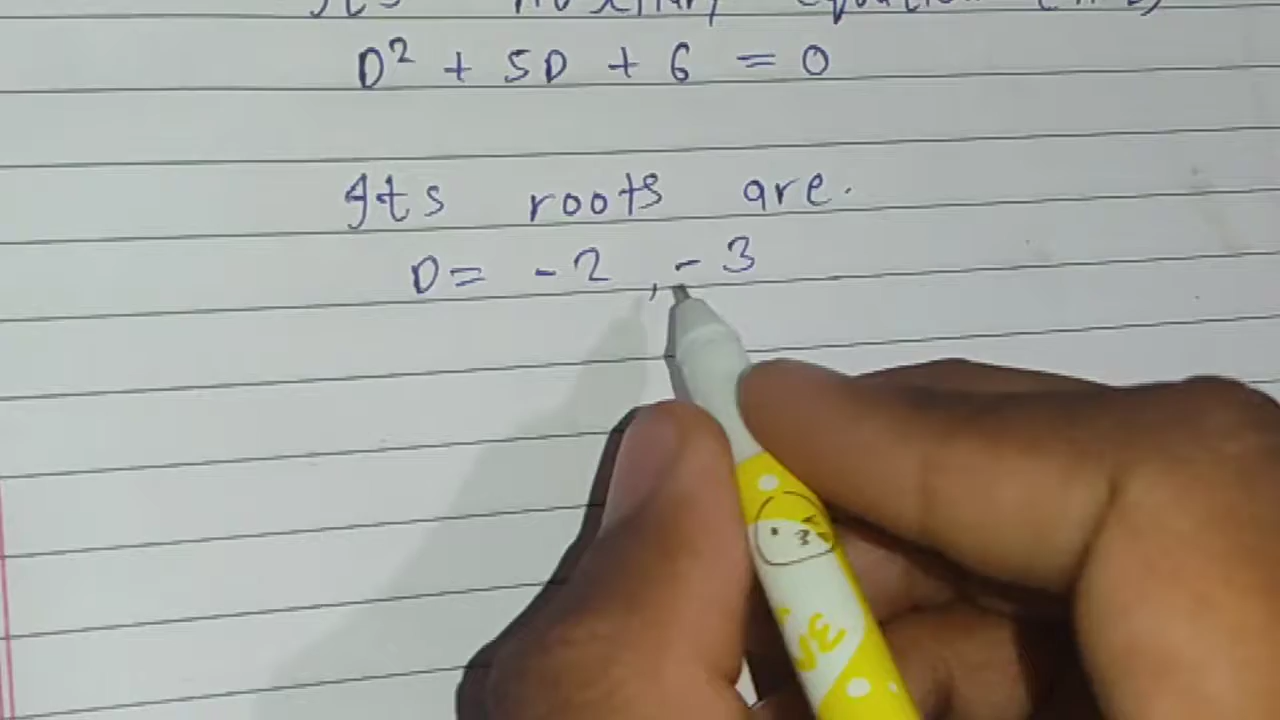 D² + 5D + 6 = 0
Its roots are.
D = -2, -3